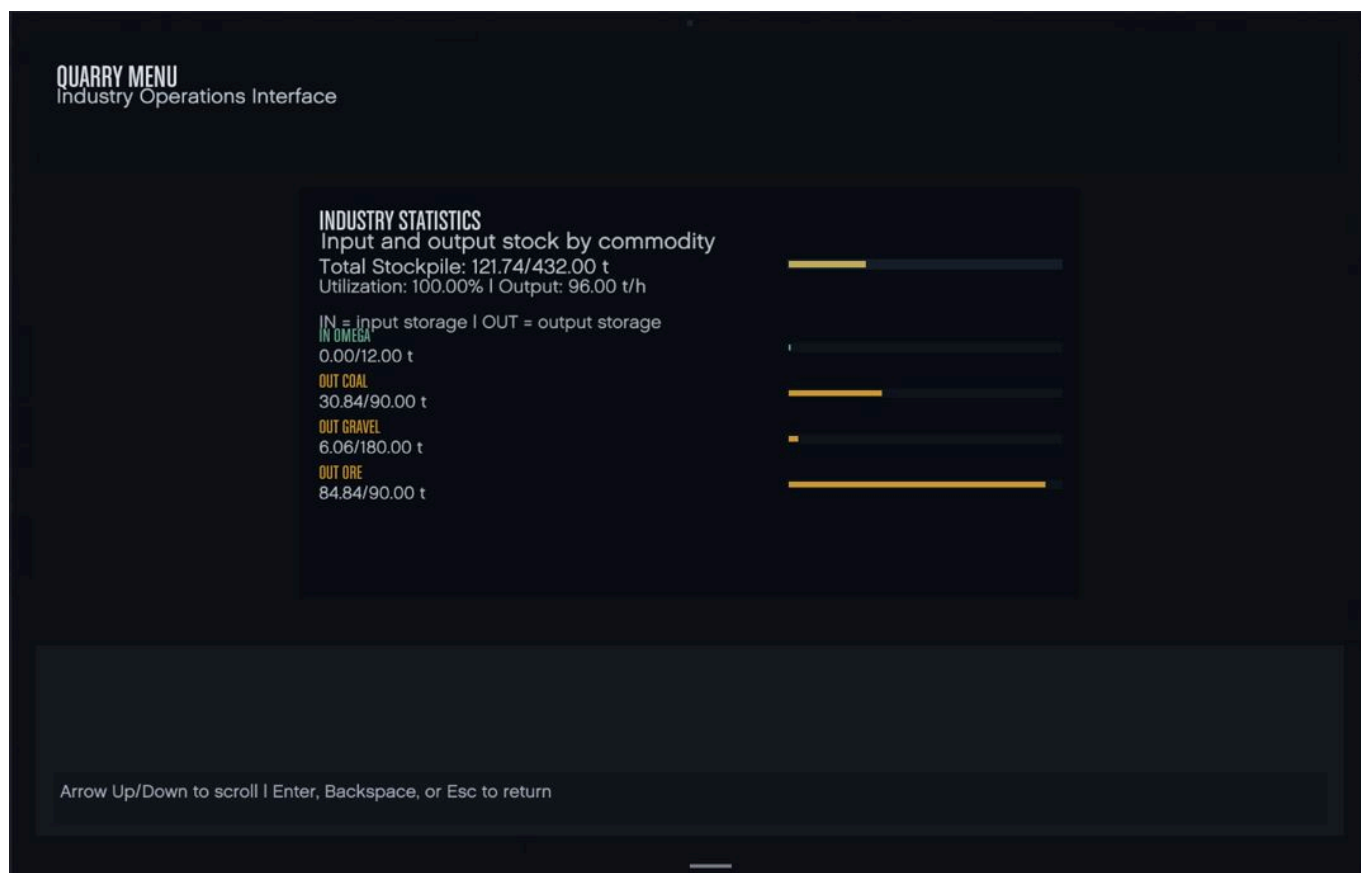 QUARRY MENU
Industry Operations Interface
INDUSTRY STATISTICS
Input and output stock by commodity
Total Stockpile: 121.74/432.00 t
Utilization: 100.00% | Output: 96.00 t/h
IN = input storage | OUT = output storage
IN OMEGA
0.00/12.00 t
OUT COAL
30.84/90.00 t
OUT GRAVEL
6.06/180.00 t
OUT ORE
84.84/90.00 t
Arrow Up/Down to scroll | Enter, Backspace, or Esc to return